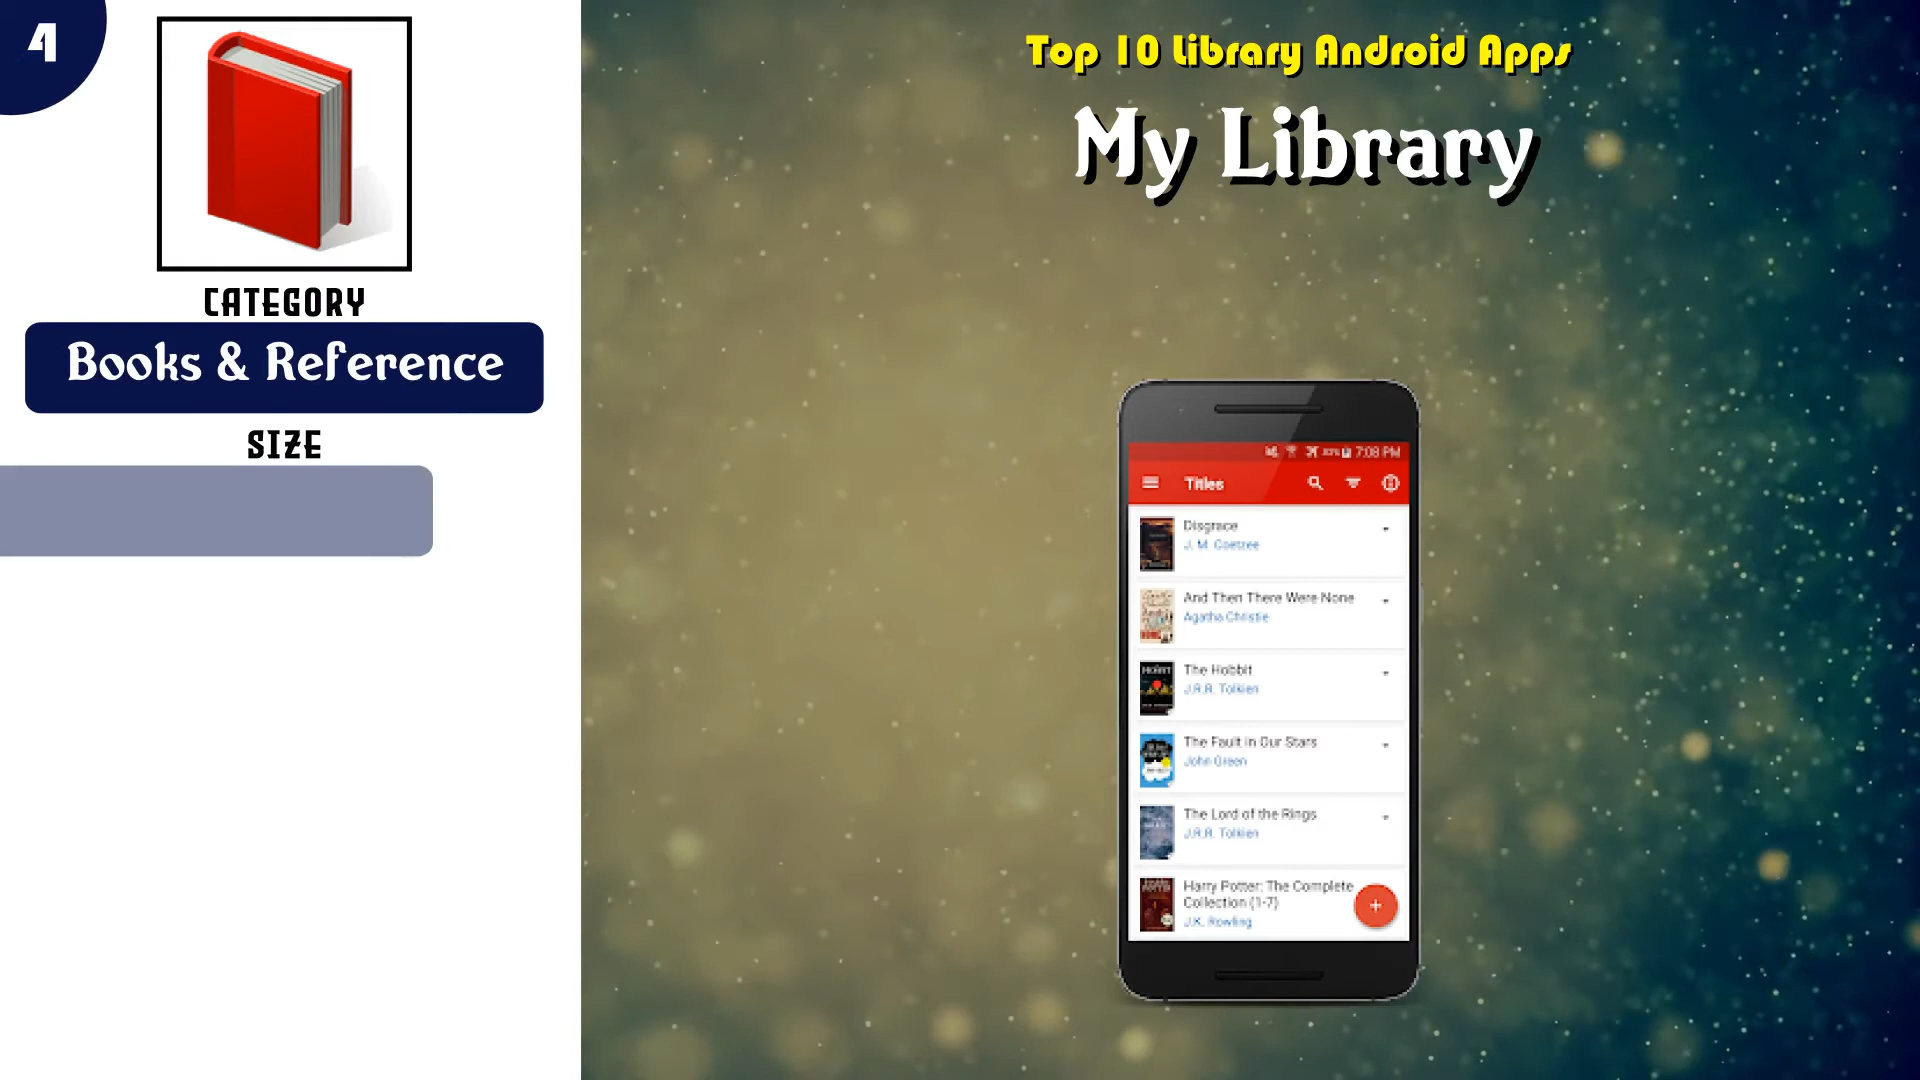 4
CATEGORY
Books & Reference
SIZE
Top 10 Library Android Apps
My Library
7:08 PM
Titles
Disgrace
J. M. Coetzee
And Then There Were None
Agatha Christie
The Hobbit
J.R.R. Tolkien
The Fault in Our Stars
John Green
The Lord of the Rings
J.R.R. Tolkien
Harry Potter: The Complete
Collection (1-7)
J.K. Rowling
+